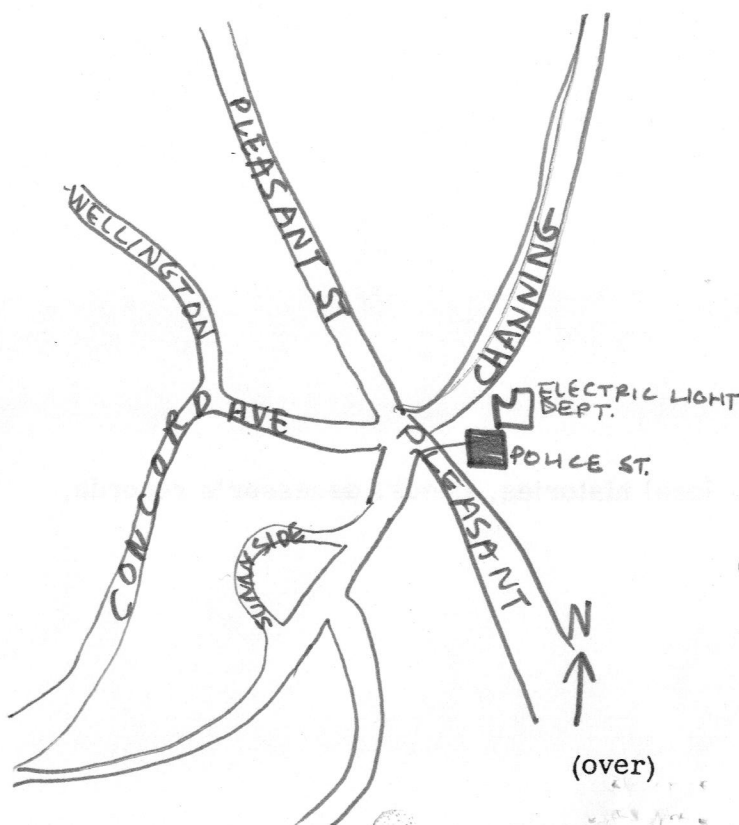 PLEASANT ST
WELLINGTON
CHANNING
ELECTRIC LIGHT
DEPT.
CONCORD AVE
PLEASANT
POLICE ST.
SUNNYSIDE
N
(over)